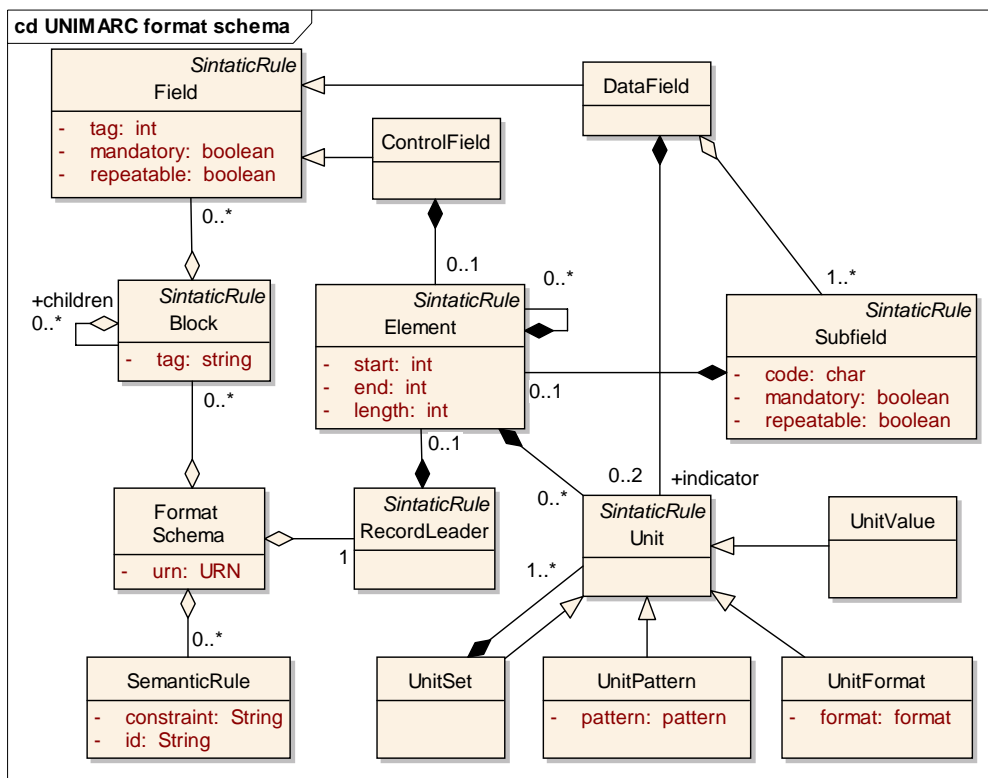 cd UNIMARC format schema
SintaticRule
Field
- tag: int
- mandatory: boolean
- repeatable: boolean
DataField
ControlField
0..*
0..1
0..*
1..*
+children
0..*
SintaticRule
Block
- tag: string
SintaticRule
Element
- start: int
- end: int
- length: int
SintaticRule
Subfield
- code: char
- mandatory: boolean
- repeatable: boolean
0..1
0..*
0..1
0..2
+indicator
0..*
Format
Schema
- urn: URN
1
SintaticRule
RecordLeader
SintaticRule
Unit
UnitValue
1..*
0..*
SemanticRule
- constraint: String
- id: String
UnitSet
UnitPattern
- pattern: pattern
UnitFormat
- format: format